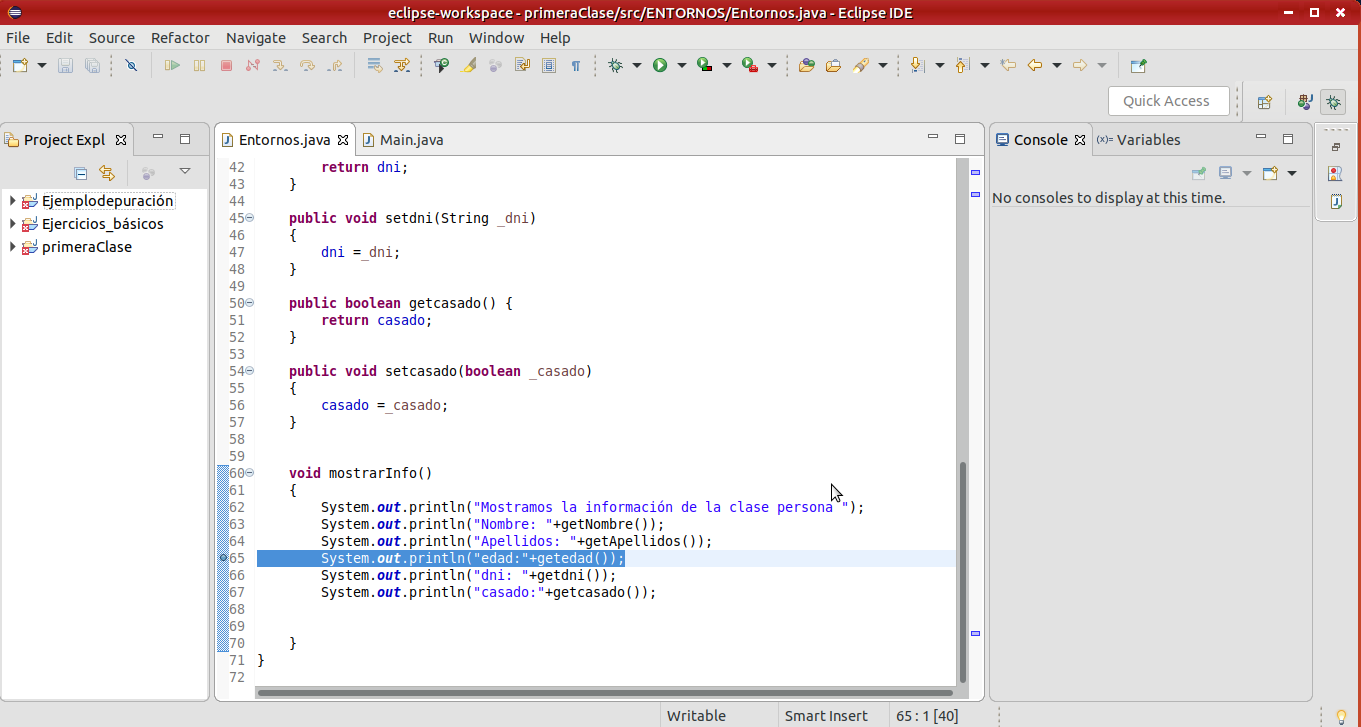 eclipse-workspace - primeraClase/src/ENTORNOS/Entornos.java - Eclipse IDE
File Edit Source Refactor Navigate Search Project Run Window Help
Quick Access
Project Expl
Entornos.java
Main.java
Console
(x)= Variables
Ejemplodepuración
Ejercicios_básicos
primeraClase
No consoles to display at this time.
42 return dni;
43 }
44
45 public void setdni(String _dni)
46 {
47 dni =_dni;
48 }
49
50 public boolean getcasado() {
51 return casado;
52 }
53
54 public void setcasado(boolean _casado)
55 {
56 casado =_casado;
57 }
58
59
60 void mostrarInfo()
61 {
62 System.out.println("Mostramos la información de la clase persona ");
63 System.out.println("Nombre: "+getNombre());
64 System.out.println("Apellidos: "+getApellidos());
65 System.out.println("edad:"+getedad());
66 System.out.println("dni: "+getdni());
67 System.out.println("casado:"+getcasado());
68
69
70 }
71 }
72
Writable Smart Insert 65 : 1 [40]